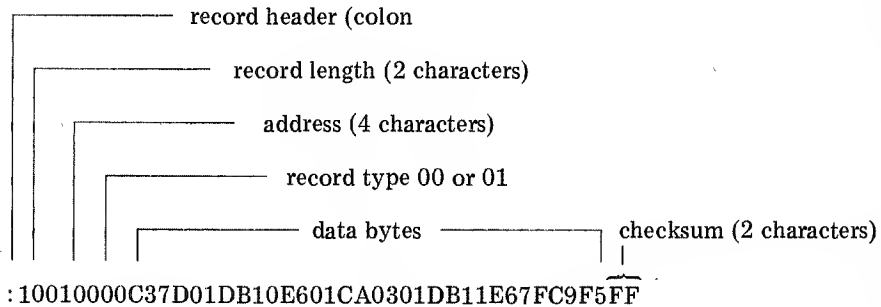 record header (colon
record length (2 characters)
address (4 characters)
record type 00 or 01
data bytes
checksum (2 characters)
:10010000C37D01DB10E601CA0301DB11E67FC9F5FF